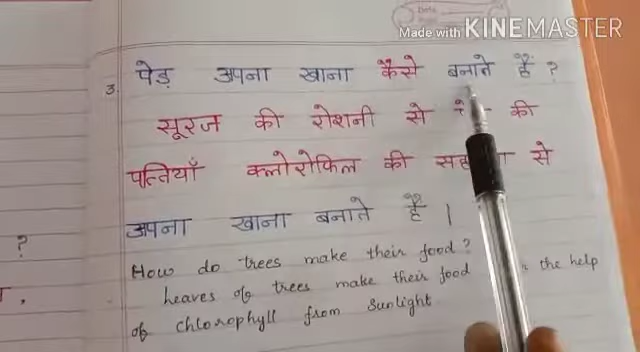 Date
Made with KINEMASTER
3. पेड़ अपना खाना कैसे बनाते हैं ?
सूरज की रोशनी से की
पत्तियाँ क्लोरोफिल की से
अपना खाना बनाते हैं |
?
How do trees make their food?
leaves of trees make their food the help
of chlorophyll from sunlight